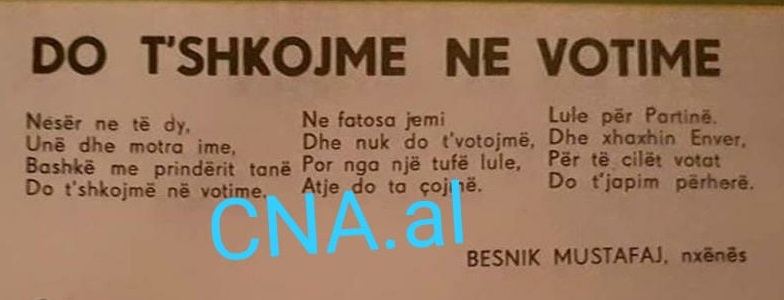 DO T'SHKOJME NE VOTIME
Nesër ne të dy,
Unë dhe motra ime,
Bashkë me prindërit tanë
Do t'shkojmë në votime.
Ne fatosa jemi
Dhe nuk do t'votojmë,
Por nga një tufë lule,
Atje do ta çojmë.
Lule për Partinë.
Dhe xhaxhin Enver,
Për të cilët votat
Do t'japim përherë.
CNA.al
BESNIK MUSTAFAJ, nxënës